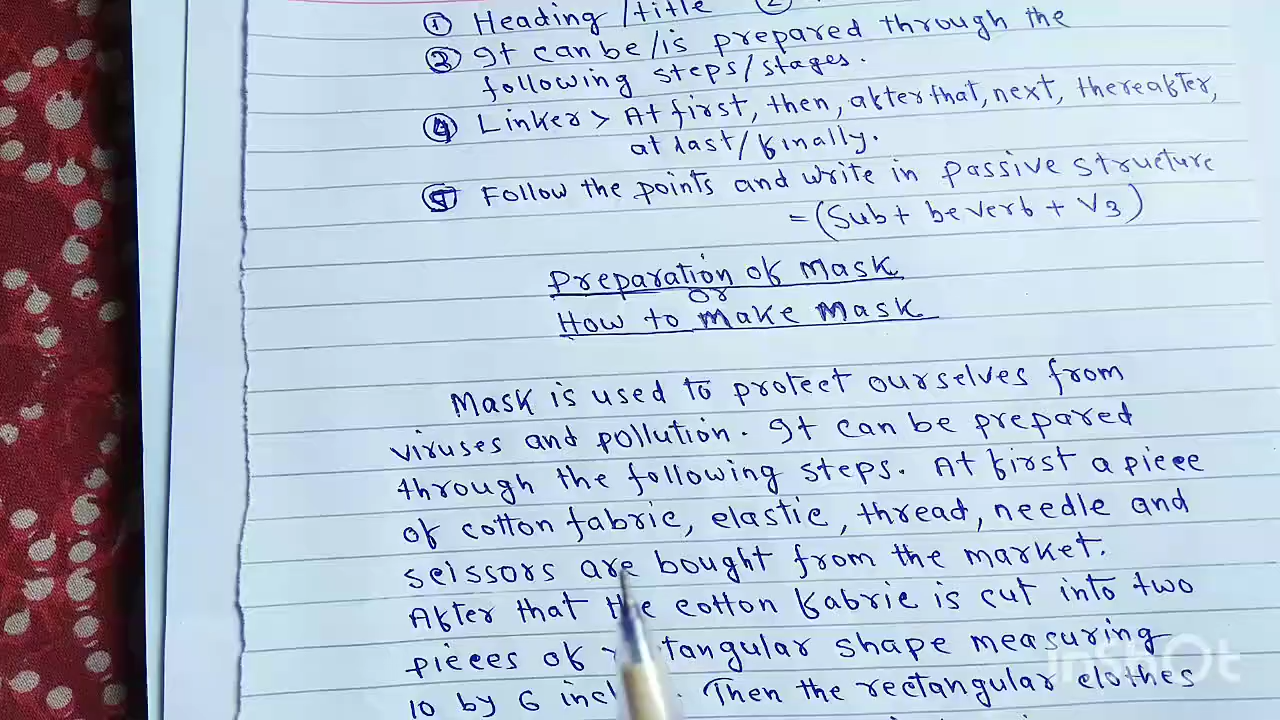 ① Heading/title ②
③ It can be/is prepared through the
following steps/stages.
④ Linker > At first, then, after that, next, thereafter,
at last/finally.
⑤ Follow the points and write in passive structure
= (Sub + be verb + V3)
Preparation of Mask
or
How to Make Mask
Mask is used to protect ourselves from
viruses and pollution. It can be prepared
through the following steps. At first a piece
of cotton fabric, elastic, thread, needle and
scissors are bought from the market.
After that the cotton fabric is cut into two
pieces of tangular shape measuring
10 by 6 . Then the rectangular clothes
InShot